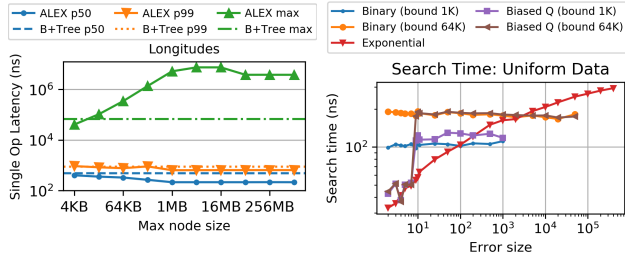 ALEX p50 ALEX p99 ALEX max
B+Tree p50 B+Tree p99 B+Tree max
Longitudes
Single Op Latency (ns)
10^6
10^4
10^2
4KB 64KB 1MB 16MB 256MB
Max node size
Binary (bound 1K) Biased Q (bound 1K)
Binary (bound 64K) Biased Q (bound 64K)
Exponential
Search Time: Uniform Data
Search time (ns)
10^2
10^1 10^2 10^3 10^4 10^5
Error size